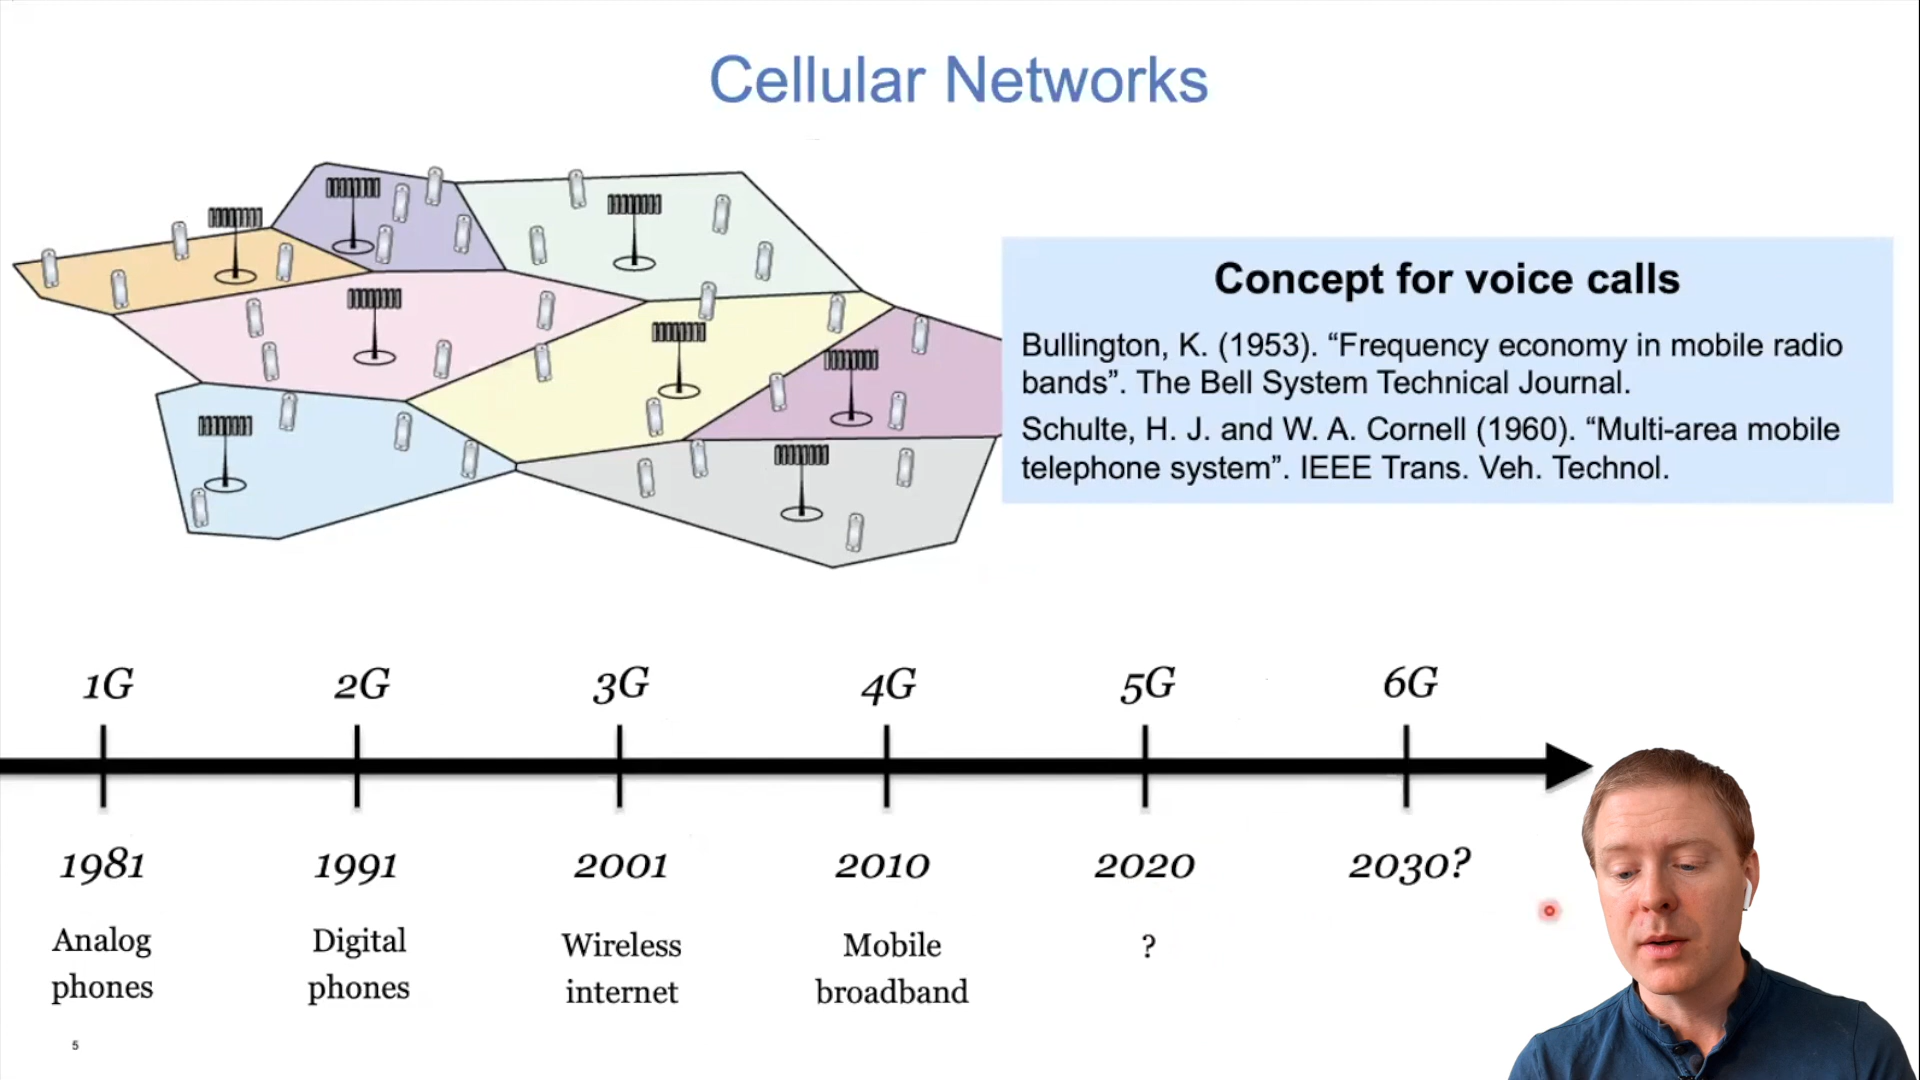 Cellular Networks
Concept for voice calls
Bullington, K. (1953). “Frequency economy in mobile radio
bands”. The Bell System Technical Journal.
Schulte, H. J. and W. A. Cornell (1960). “Multi-area mobile
telephone system”. IEEE Trans. Veh. Technol.
1G 2G 3G 4G 5G 6G
1981 1991 2001 2010 2020 2030?
Analog Digital Wireless Mobile ?
phones phones internet broadband
5